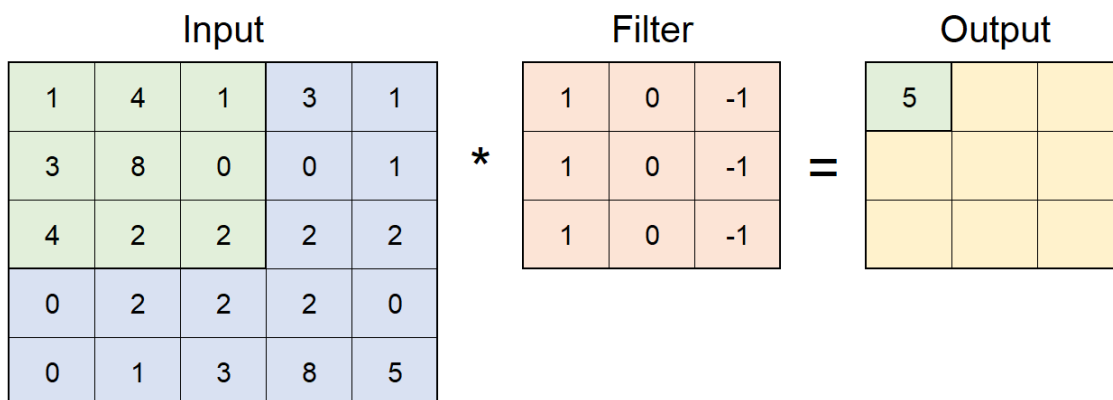 Input Filter Output
1 4 1 3 1 1 0 -1 5
3 8 0 0 1 * 1 0 -1 =
4 2 2 2 2 1 0 -1
0 2 2 2 0
0 1 3 8 5